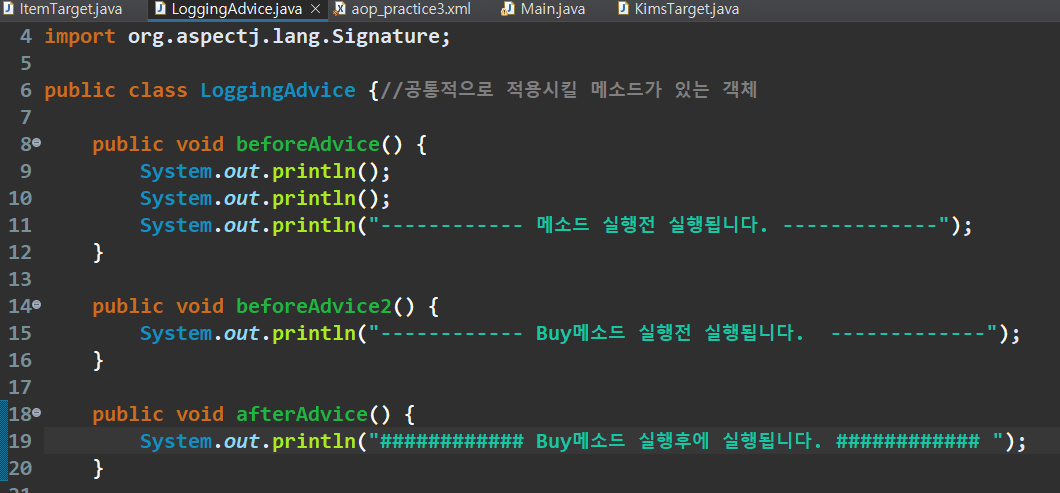 ItemTarget.java LoggingAdvice.java aop_practice3.xml Main.java KimsTarget.java
4 import org.aspectj.lang.Signature;
5
6 public class LoggingAdvice {//공통적으로 적용시킬 메소드가 있는 객체
7
8 public void beforeAdvice() {
9 System.out.println();
10 System.out.println();
11 System.out.println("------------ 메소드 실행전 실행됩니다. -------------");
12 }
13
14 public void beforeAdvice2() {
15 System.out.println("------------ Buy메소드 실행전 실행됩니다.  -------------");
16 }
17
18 public void afterAdvice() {
19 System.out.println("############ Buy메소드 실행후에 실행됩니다. ############ ");
20 }